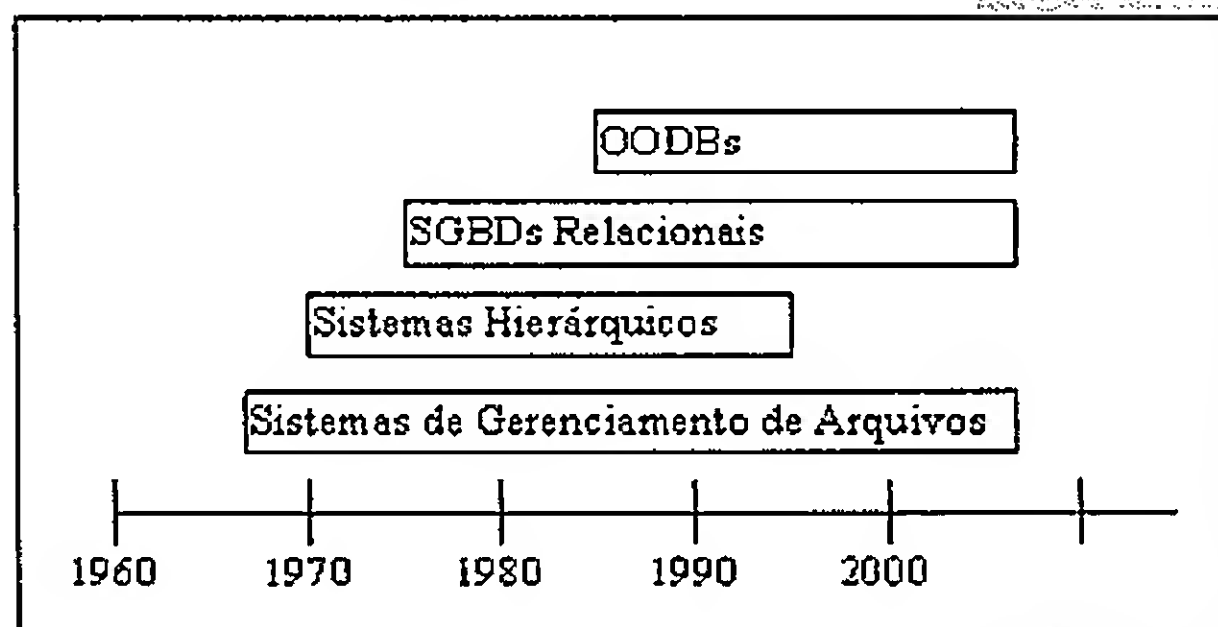 OODBs
SGBDs Relacionais
Sistemas Hierárquicos
Sistemas de Gerenciamento de Arquivos
1960 1970 1980 1990 2000